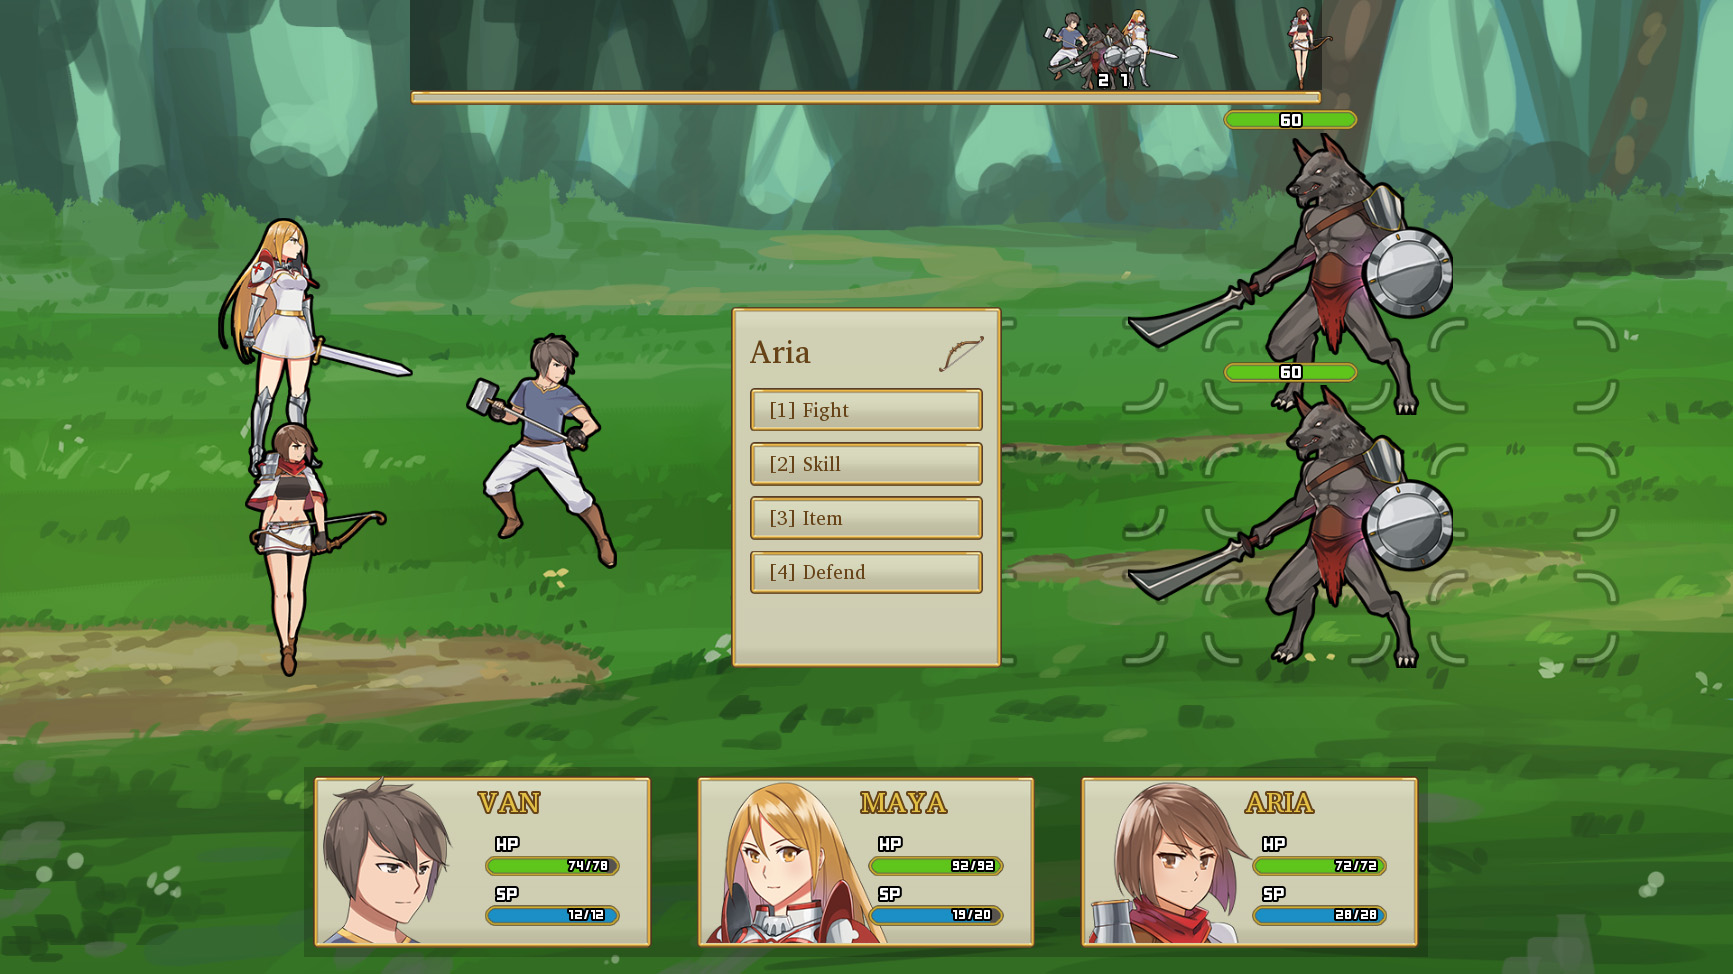 2 1
60
60
Aria
[1] Fight
[2] Skill
[3] Item
[4] Defend
VAN
HP
74/78
SP
12/12
MAYA
HP
92/92
SP
19/20
ARIA
HP
72/72
SP
28/28